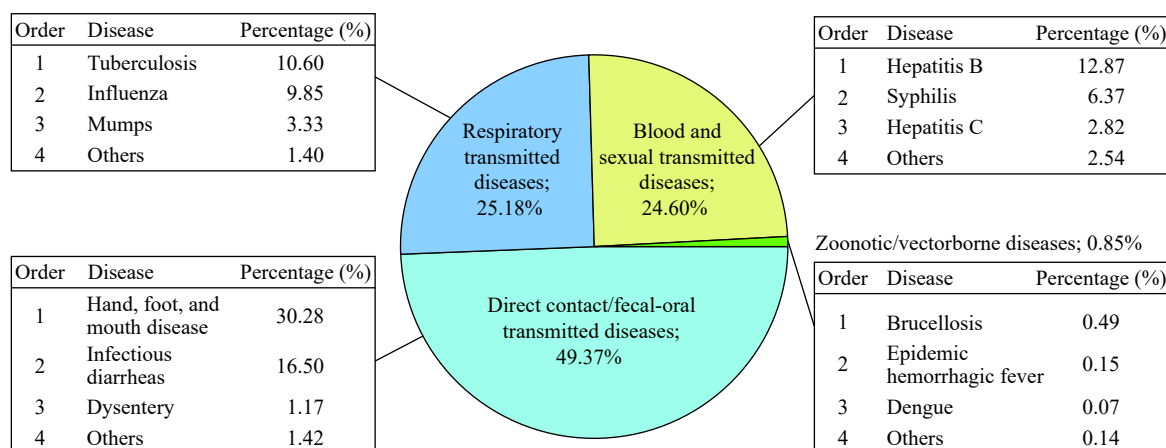 Order Disease Percentage (%)
1 Tuberculosis 10.60
2 Influenza 9.85
3 Mumps 3.33
4 Others 1.40
Order Disease Percentage (%)
1 Hepatitis B 12.87
2 Syphilis 6.37
3 Hepatitis C 2.82
4 Others 2.54
Respiratory
transmitted
diseases;
25.18%
Blood and
sexual transmitted
diseases;
24.60%
Zoonotic/vectorborne diseases; 0.85%
Order Disease Percentage (%)
1 Hand, foot, and
mouth disease 30.28
2 Infectious
diarrheas 16.50
3 Dysentery 1.17
4 Others 1.42
Direct contact/fecal-oral
transmitted diseases;
49.37%
Order Disease Percentage (%)
1 Brucellosis 0.49
2 Epidemic
hemorrhagic fever 0.15
3 Dengue 0.07
4 Others 0.14